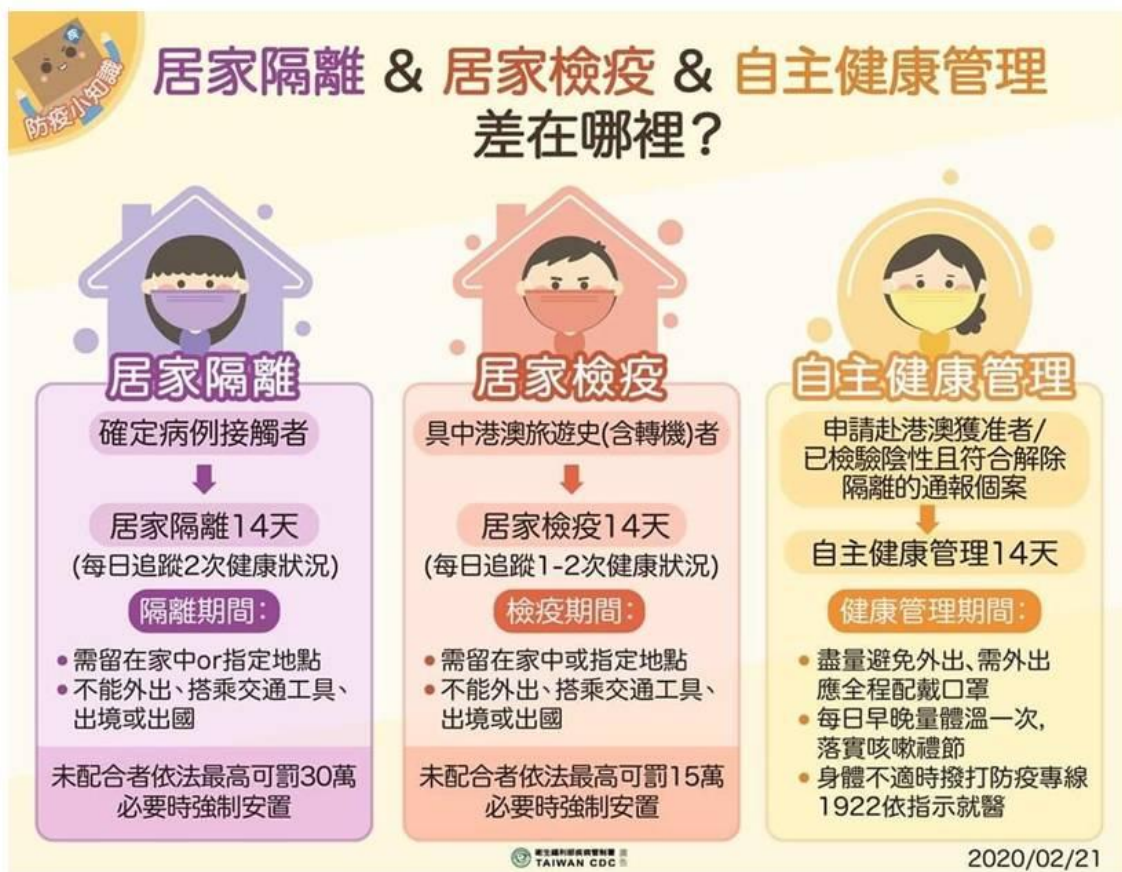 防疫小知識
居家隔離 & 居家檢疫 & 自主健康管理
差在哪裡？
居家隔離
確定病例接觸者
居家隔離14天
(每日追蹤2次健康狀況)
隔離期間：
• 需留在家中or指定地點
• 不能外出、搭乘交通工具、
出境或出國
未配合者依法最高可罰30萬
必要時強制安置
居家檢疫
具中港澳旅遊史(含轉機)者
居家檢疫14天
(每日追蹤1-2次健康狀況)
檢疫期間：
• 需留在家中或指定地點
• 不能外出、搭乘交通工具、
出境或出國
未配合者依法最高可罰15萬
必要時強制安置
自主健康管理
申請赴港澳獲准者/
已檢驗陰性且符合解除
隔離的通報個案
自主健康管理14天
健康管理期間：
• 盡量避免外出、需外出
應全程配戴口罩
• 每日早晚量體溫一次,
落實咳嗽禮節
• 身體不適時撥打防疫專線
1922依指示就醫
衛生福利部疾病管制署
TAIWAN CDC
廣告
2020/02/21